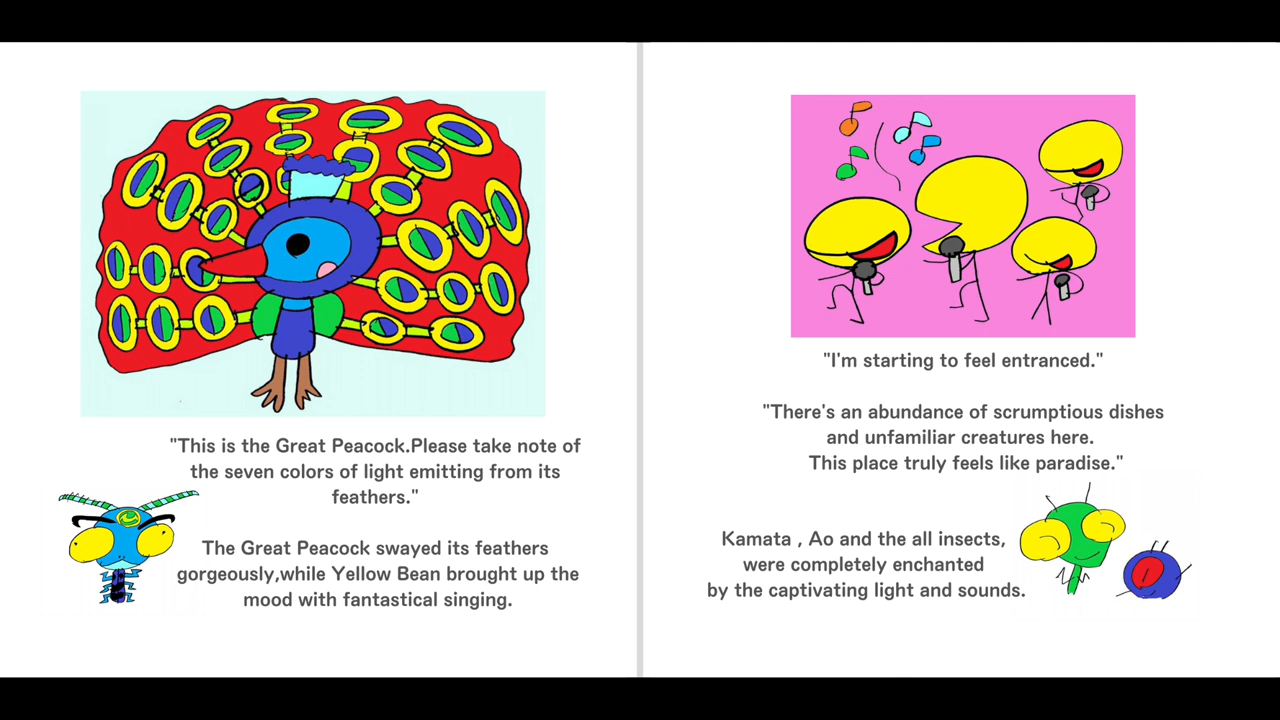 "This is the Great Peacock.Please take note of
the seven colors of light emitting from its
feathers."
The Great Peacock swayed its feathers
gorgeously,while Yellow Bean brought up the
mood with fantastical singing.
"I'm starting to feel entranced."
"There's an abundance of scrumptious dishes
and unfamiliar creatures here.
This place truly feels like paradise."
Kamata , Ao and the all insects,
were completely enchanted
by the captivating light and sounds.